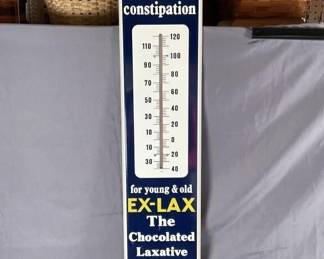 constipation
120
110
100
90
80
70
60
50
40
30
20
10
0
10
20
30
40
for young & old
EX-LAX
The
Chocolated
Laxative